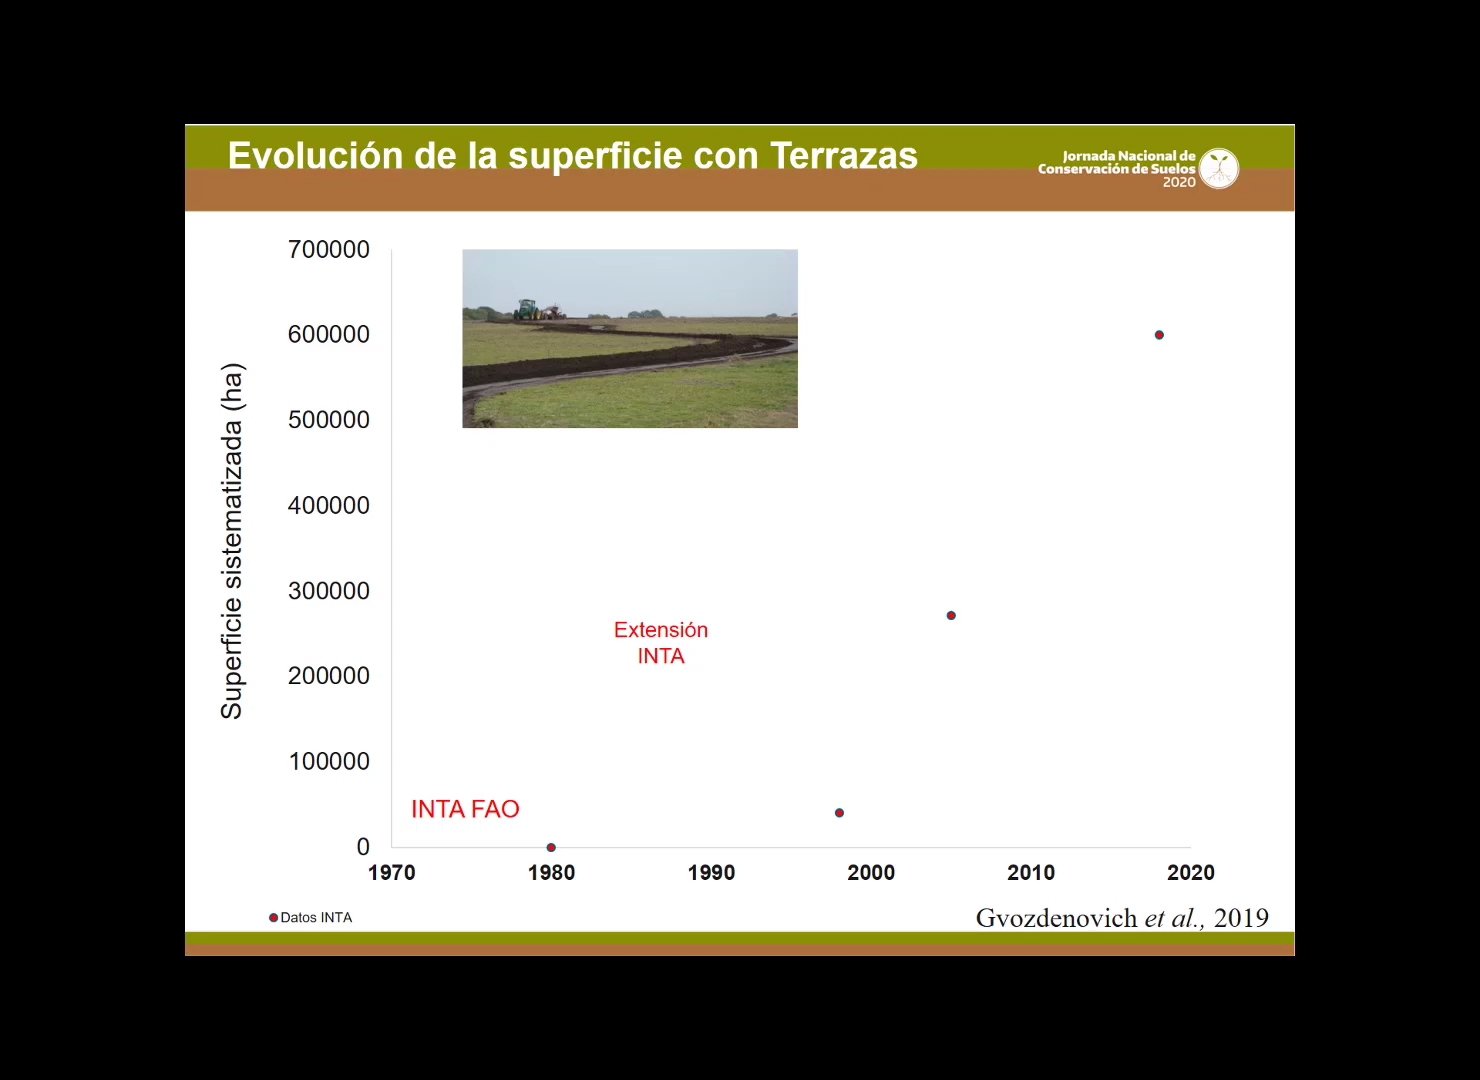 Evolución de la superficie con Terrazas
Jornada Nacional de
Conservación de Suelos
2020
Superficie sistematizada (ha)
700000
600000
500000
400000
300000
200000
100000
0
Extensión
INTA
INTA FAO
1970
1980
1990
2000
2010
2020
Datos INTA
Gvozdenovich et al., 2019